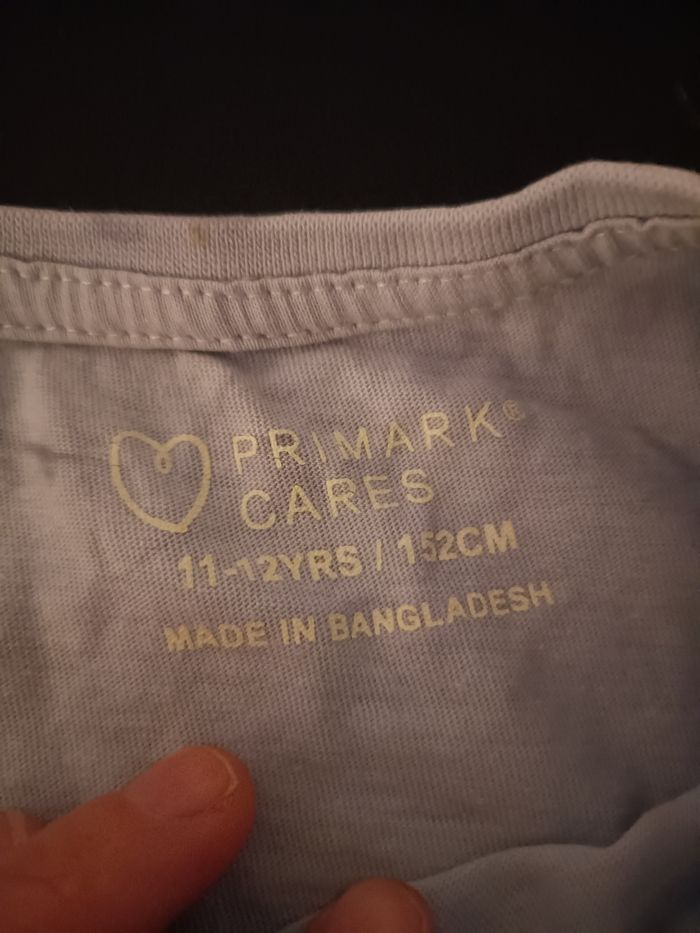 PRIMARK®
CARES
11-12YRS / 152CM
MADE IN BANGLADESH